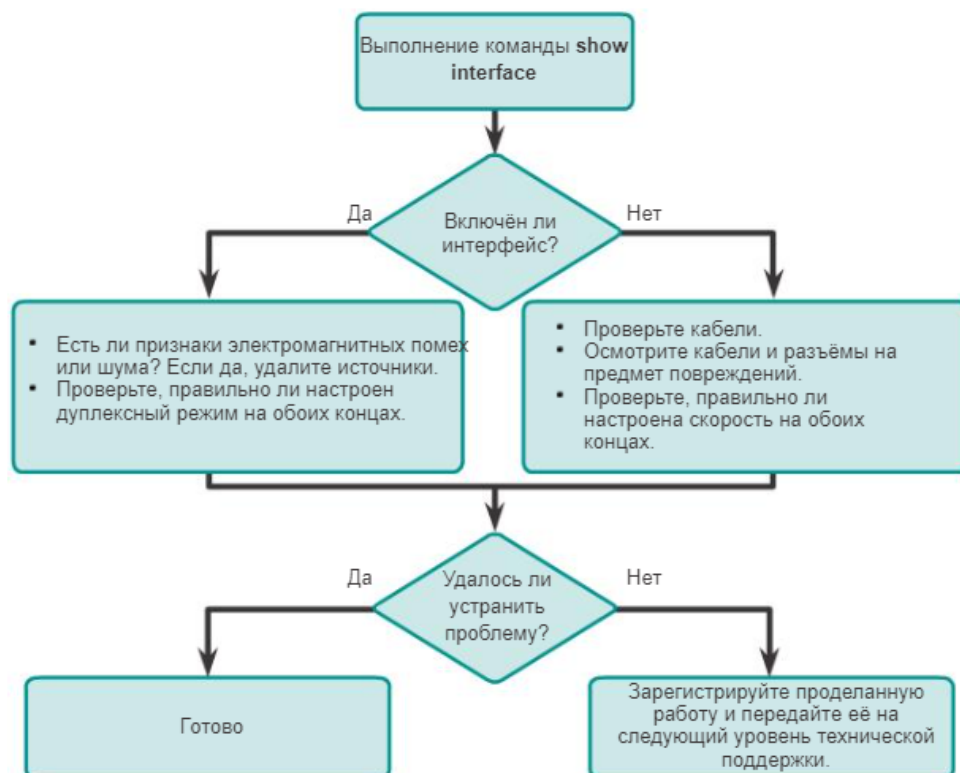 Выполнение команды show
interface
Да
Включён ли
интерфейс?
Нет
Есть ли признаки электромагнитных помех
или шума? Если да, удалите источники.
Проверьте, правильно ли настроен
дуплексный режим на обоих концах.
Проверьте кабели.
Осмотрите кабели и разъёмы на
предмет повреждений.
Проверьте, правильно ли
настроена скорость на обоих
концах.
Да
Удалось ли
устранить
проблему?
Нет
Готово
Зарегистрируйте проделанную
работу и передайте её на
следующий уровень технической
поддержки.